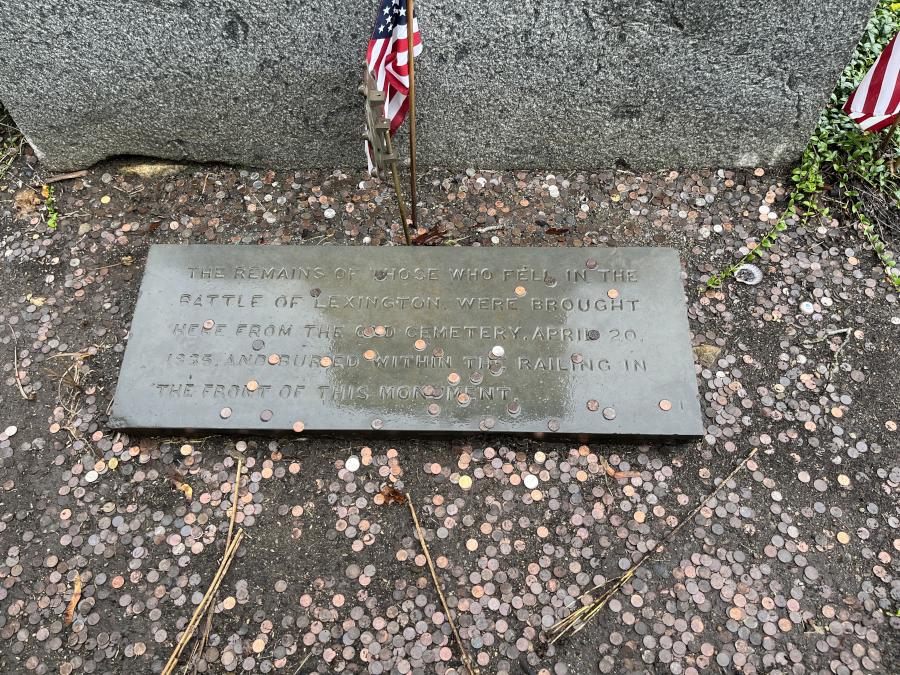 THE REMAINS OF THOSE WHO FELL IN THE
BATTLE OF LEXINGTON, WERE BROUGHT
HERE FROM THE OLD CEMETERY, APRIL 20,
1835, AND BURIED WITHIN THE RAILING IN
THE FRONT OF THIS MONUMENT.